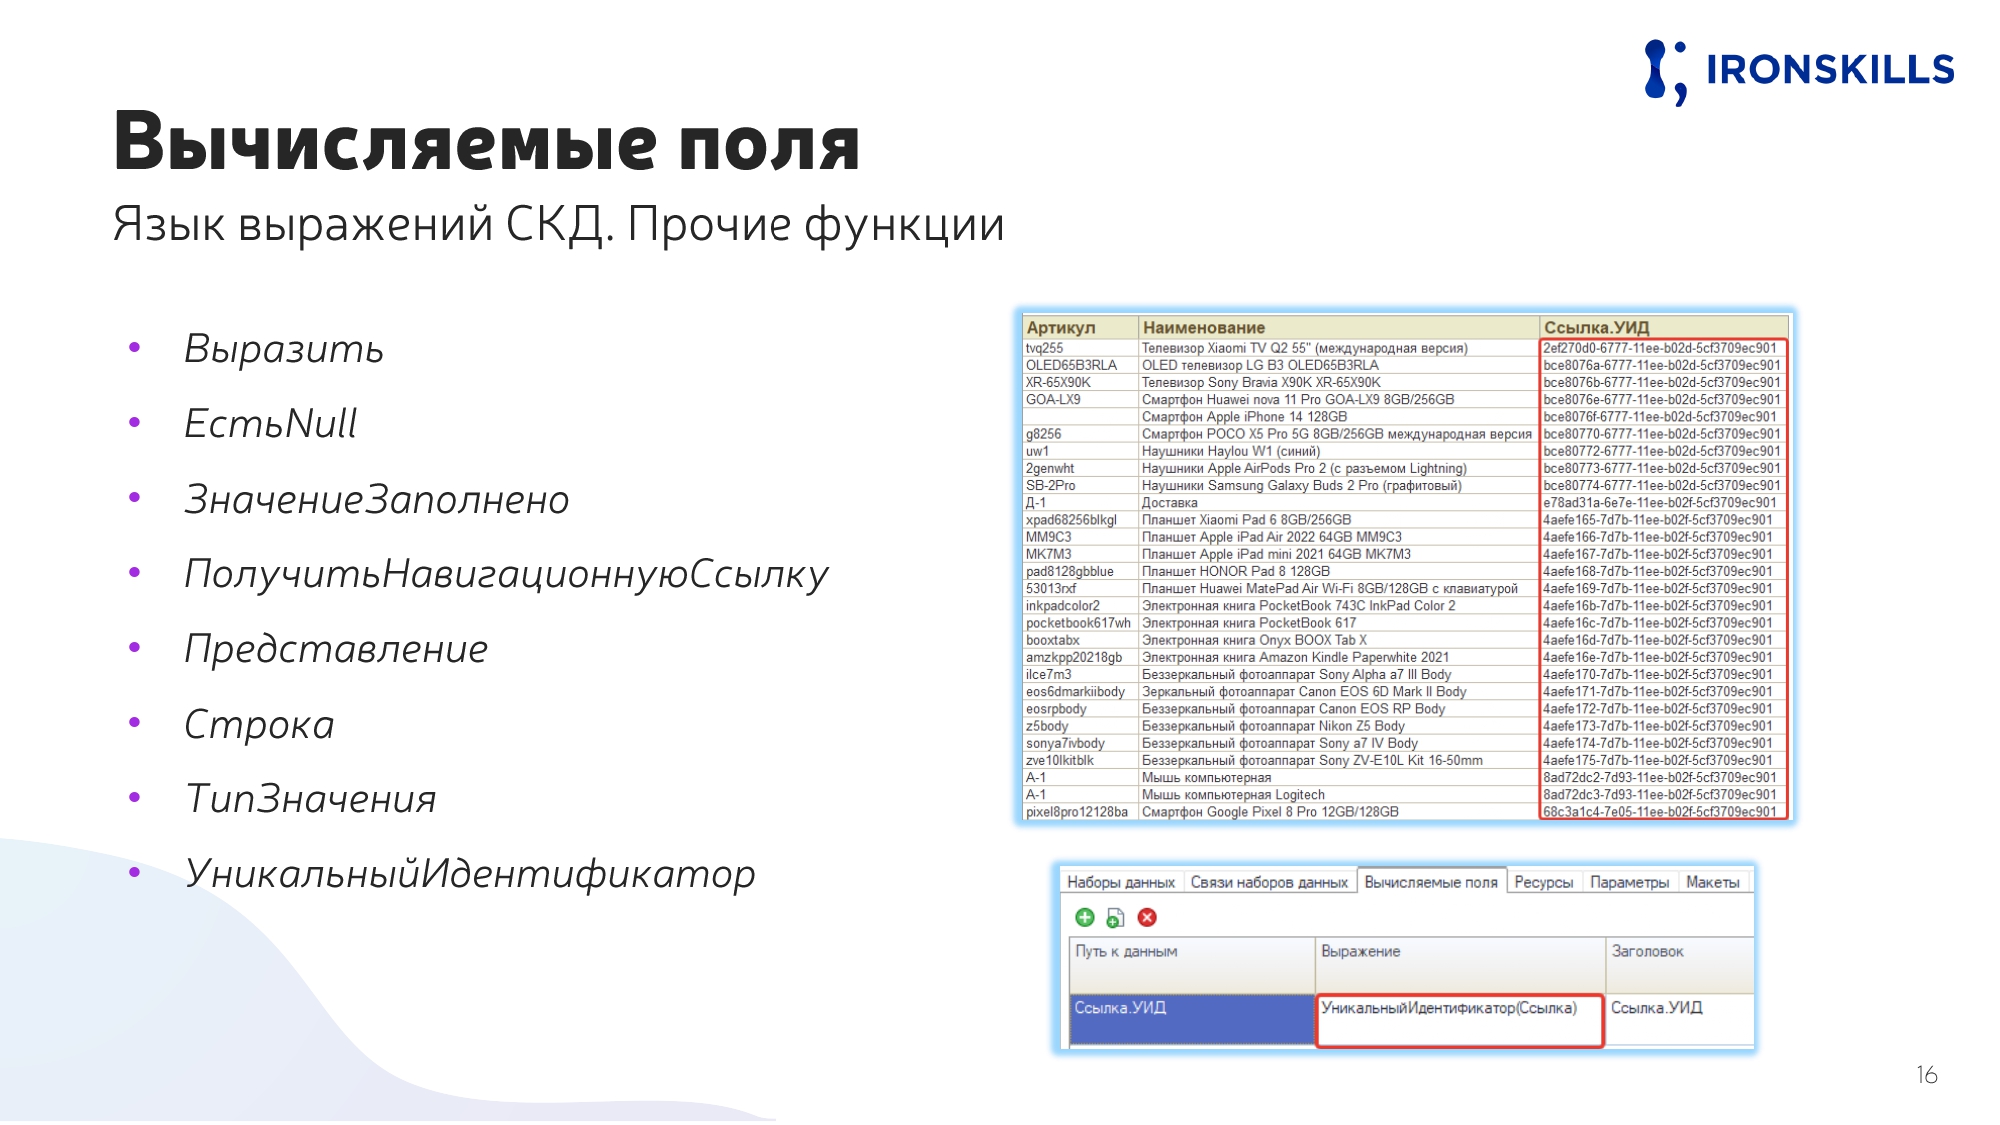 IRONSKILLS
Вычисляемые поля
Язык выражений СКД. Прочие функции
• Выразить
• ЕстьNull
• ЗначениеЗаполнено
• ПолучитьНавигационнуюСсылку
• Представление
• Строка
• ТипЗначения
• УникальныйИдентификатор
Артикул Наименование Ссылка.УИД
tvq255 Телевизор Xiaomi TV Q2 55" (международная версия) 2ef270d0-6777-11ee-b02d-5cf3709ec901
OLED65B3RLA OLED телевизор LG B3 OLED65B3RLA bce8076a-6777-11ee-b02d-5cf3709ec901
XR-65X90K Телевизор Sony Bravia X90K XR-65X90K bce8076b-6777-11ee-b02d-5cf3709ec901
GOA-LX9 Смартфон Huawei nova 11 Pro GOA-LX9 8GB/256GB bce8076e-6777-11ee-b02d-5cf3709ec901
Смартфон Apple iPhone 14 128GB bce8076f-6777-11ee-b02d-5cf3709ec901
g8256 Смартфон POCO X5 Pro 5G 8GB/256GB международная версия bce80770-6777-11ee-b02d-5cf3709ec901
uw1 Наушники Haylou W1 (синий) bce80772-6777-11ee-b02d-5cf3709ec901
2genwht Наушники Apple AirPods Pro 2 (с разъемом Lightning) bce80773-6777-11ee-b02d-5cf3709ec901
SB-2Pro Наушники Samsung Galaxy Buds 2 Pro (графитовый) bce80774-6777-11ee-b02d-5cf3709ec901
Д-1 Доставка e78ad31a-6e7e-11ee-b02f-5cf3709ec901
xpad68256blkgl Планшет Xiaomi Pad 6 8GB/256GB 4aefe165-7d7b-11ee-b02f-5cf3709ec901
MM9C3 Планшет Apple iPad Air 2022 64GB MM9C3 4aefe166-7d7b-11ee-b02f-5cf3709ec901
MK7M3 Планшет Apple iPad mini 2021 64GB MK7M3 4aefe167-7d7b-11ee-b02f-5cf3709ec901
pad8128gbblue Планшет HONOR Pad 8 128GB 4aefe168-7d7b-11ee-b02f-5cf3709ec901
53013rxf Планшет Huawei MatePad Air Wi-Fi 8GB/128GB с клавиатурой 4aefe169-7d7b-11ee-b02f-5cf3709ec901
inkpadcolor2 Электронная книга PocketBook 743C InkPad Color 2 4aefe16b-7d7b-11ee-b02f-5cf3709ec901
pocketbook617wh Электронная книга PocketBook 617 4aefe16c-7d7b-11ee-b02f-5cf3709ec901
booxtabx Электронная книга Onyx BOOX Tab X 4aefe16d-7d7b-11ee-b02f-5cf3709ec901
amzkpp20218gb Электронная книга Amazon Kindle Paperwhite 2021 4aefe16e-7d7b-11ee-b02f-5cf3709ec901
ilce7m3 Беззеркальный фотоаппарат Sony Alpha a7 III Body 4aefe170-7d7b-11ee-b02f-5cf3709ec901
eos6dmarkiibody Зеркальный фотоаппарат Canon EOS 6D Mark II Body 4aefe171-7d7b-11ee-b02f-5cf3709ec901
eosrpbody Беззеркальный фотоаппарат Canon EOS RP Body 4aefe172-7d7b-11ee-b02f-5cf3709ec901
z5body Беззеркальный фотоаппарат Nikon Z5 Body 4aefe173-7d7b-11ee-b02f-5cf3709ec901
sonya7ivbody Беззеркальный фотоаппарат Sony a7 IV Body 4aefe174-7d7b-11ee-b02f-5cf3709ec901
zve10lkitblk Беззеркальный фотоаппарат Sony ZV-E10L Kit 16-50mm 4aefe175-7d7b-11ee-b02f-5cf3709ec901
А-1 Мышь компьютерная 8ad72dc2-7d93-11ee-b02f-5cf3709ec901
А-1 Мышь компьютерная Logitech 8ad72dc3-7d93-11ee-b02f-5cf3709ec901
pixel8pro12128ba Смартфон Google Pixel 8 Pro 12GB/128GB 68c3a1c4-7e05-11ee-b02f-5cf3709ec901
Наборы данных Связи наборов данных Вычисляемые поля Ресурсы Параметры Макеты
Путь к данным Выражение Заголовок
Ссылка.УИД УникальныйИдентификатор(Ссылка) Ссылка.УИД
16